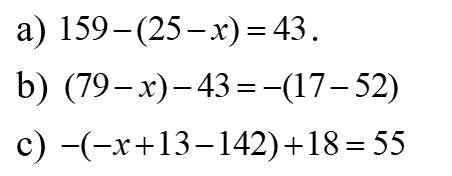 a) 159 – (25 – x) = 43.
b) (79 – x) – 43 = –(17 – 52)
c) –(–x + 13 – 142) + 18 = 55